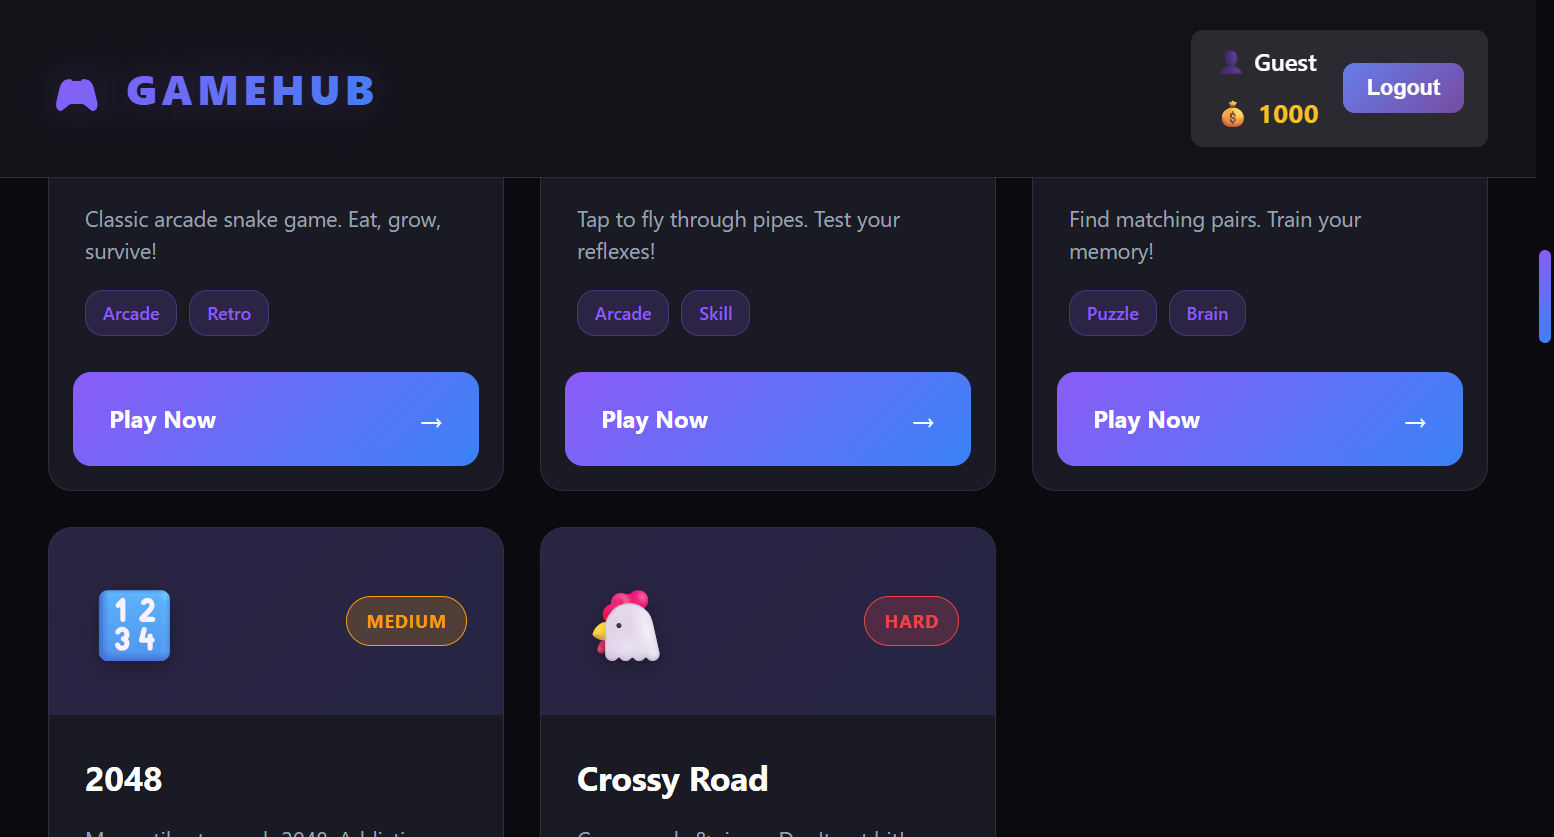 GAMEHUB
Guest
1000
Logout
Classic arcade snake game. Eat, grow,
survive!
Arcade Retro
Play Now →
Tap to fly through pipes. Test your
reflexes!
Arcade Skill
Play Now →
Find matching pairs. Train your
memory!
Puzzle Brain
Play Now →
1 2
3 4
MEDIUM
2048
HARD
Crossy Road